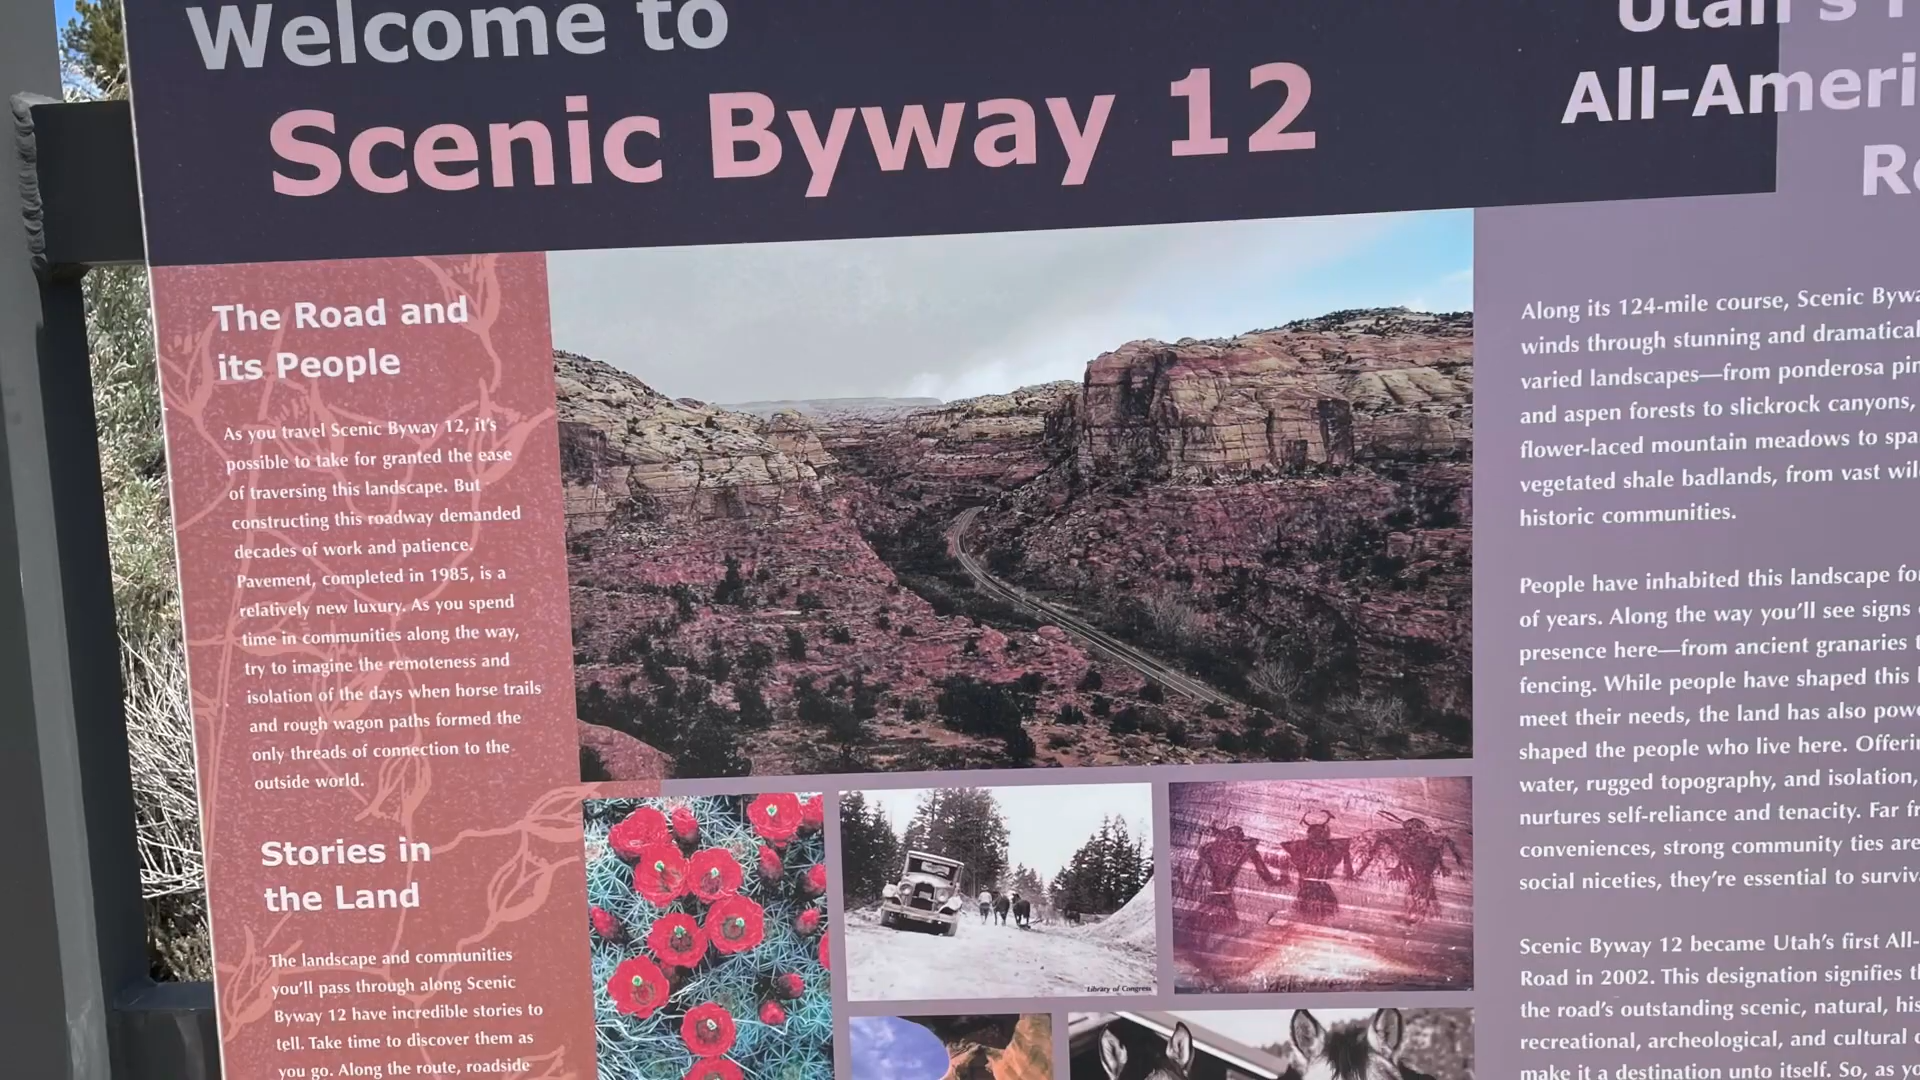 Welcome to
Scenic Byway 12
Utah's
All-Ameri
The Road and
its People
As you travel Scenic Byway 12, it's
possible to take for granted the ease
of traversing this landscape. But
constructing this roadway demanded
decades of work and patience.
Pavement, completed in 1985, is a
relatively new luxury. As you spend
time in communities along the way,
try to imagine the remoteness and
isolation of the days when horse trails
and rough wagon paths formed the
only threads of connection to the
outside world.
Stories in
the Land
The landscape and communities
you'll pass through along Scenic
Byway 12 have incredible stories to
tell. Take time to discover them as
you go. Along the route, roadside
Library of Congress
Along its 124-mile course, Scenic Bywa
winds through stunning and dramatical
varied landscapes—from ponderosa pin
and aspen forests to slickrock canyons,
flower-laced mountain meadows to spa
vegetated shale badlands, from vast wil
historic communities.
People have inhabited this landscape for
of years. Along the way you'll see signs
presence here—from ancient granaries
fencing. While people have shaped this
meet their needs, the land has also powe
shaped the people who live here. Offerin
water, rugged topography, and isolation,
nurtures self-reliance and tenacity. Far fr
conveniences, strong community ties are
social niceties, they're essential to surviv
Scenic Byway 12 became Utah's first All-
Road in 2002. This designation signifies
the road's outstanding scenic, natural, his
recreational, archeological, and cultural
make it a destination unto itself. So, as yo